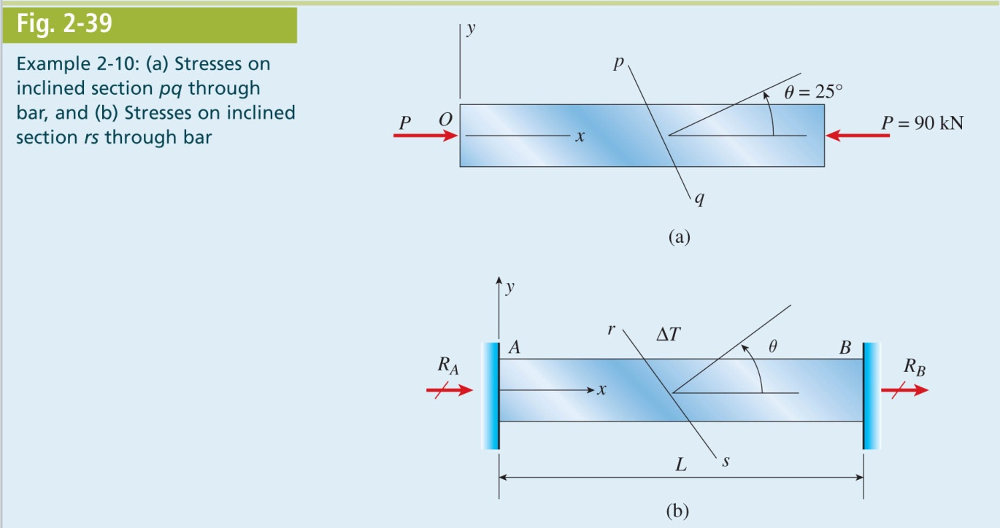 Fig. 2-39
Example 2-10: (a) Stresses on
inclined section pq through
bar, and (b) Stresses on inclined
section rs through bar
y
p
θ = 25°
P
O
x
P = 90 kN
q
(a)
y
r
ΔT
θ
A
B
R_A
R_B
x
L
s
(b)